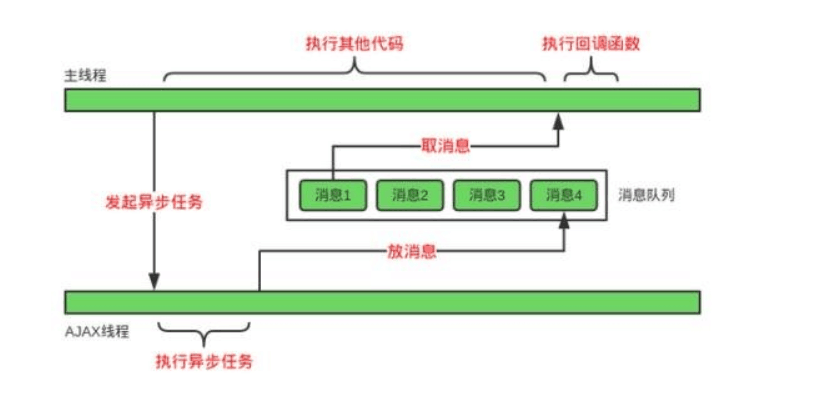 执行其他代码
执行回调函数
主线程
取消息
消息1
消息2
消息3
消息4
消息队列
发起异步任务
放消息
AJAX线程
执行异步任务